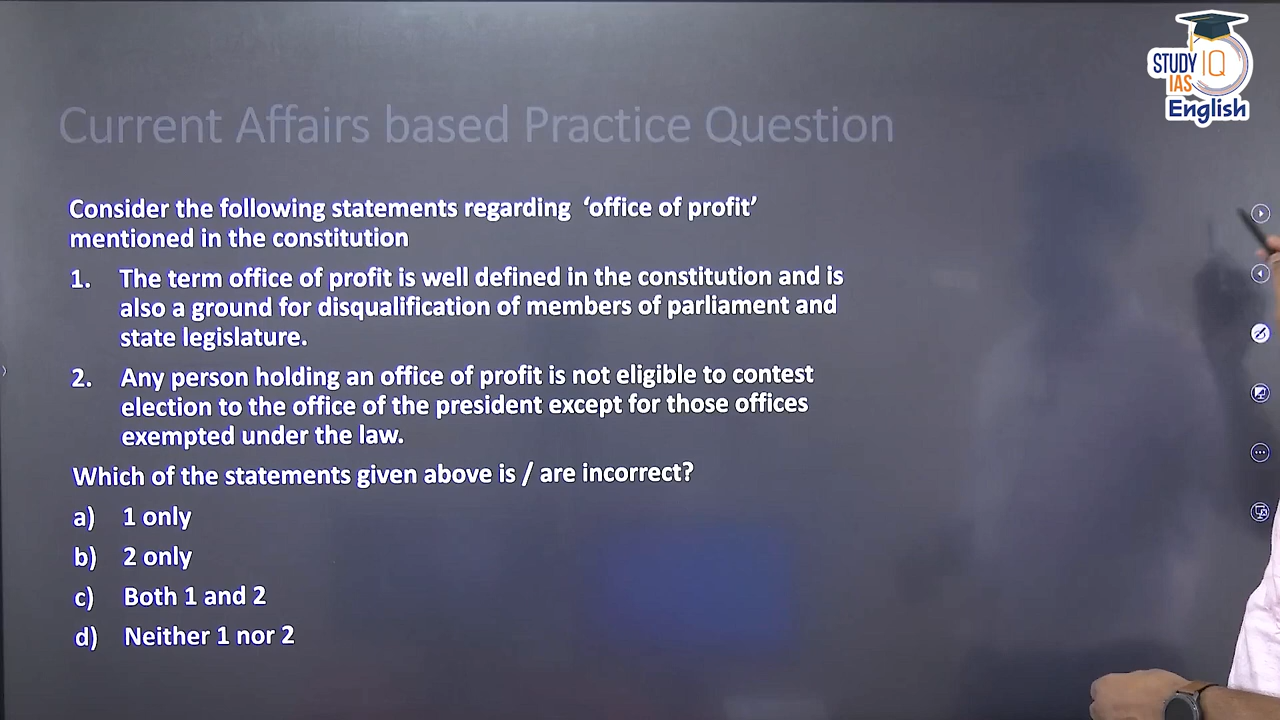 STUDY IQ
IAS
English
Current Affairs based Practice Question
Consider the following statements regarding ‘office of profit’
mentioned in the constitution
1. The term office of profit is well defined in the constitution and is
also a ground for disqualification of members of parliament and
state legislature.
2. Any person holding an office of profit is not eligible to contest
election to the office of the president except for those offices
exempted under the law.
Which of the statements given above is / are incorrect?
a) 1 only
b) 2 only
c) Both 1 and 2
d) Neither 1 nor 2